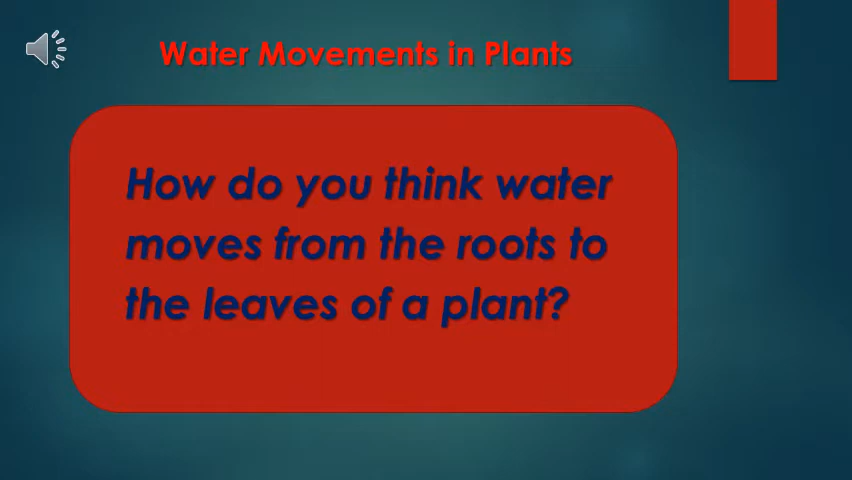 Water Movements in Plants
How do you think water
moves from the roots to
the leaves of a plant?